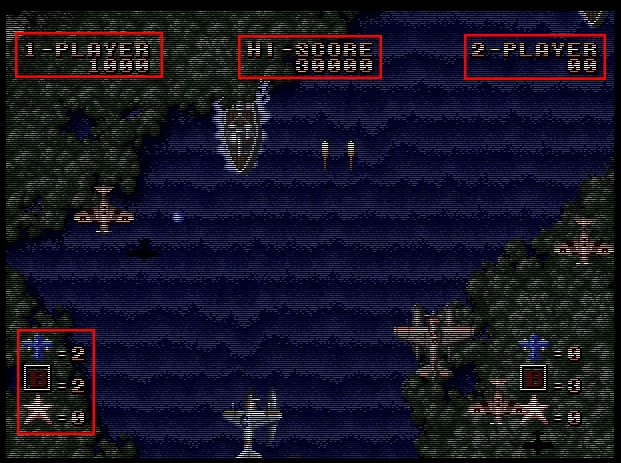 1-PLAYER HI-SCORE 2-PLAYER
1000 30000 00
=2 =0
B =2 B =3
=0 =0